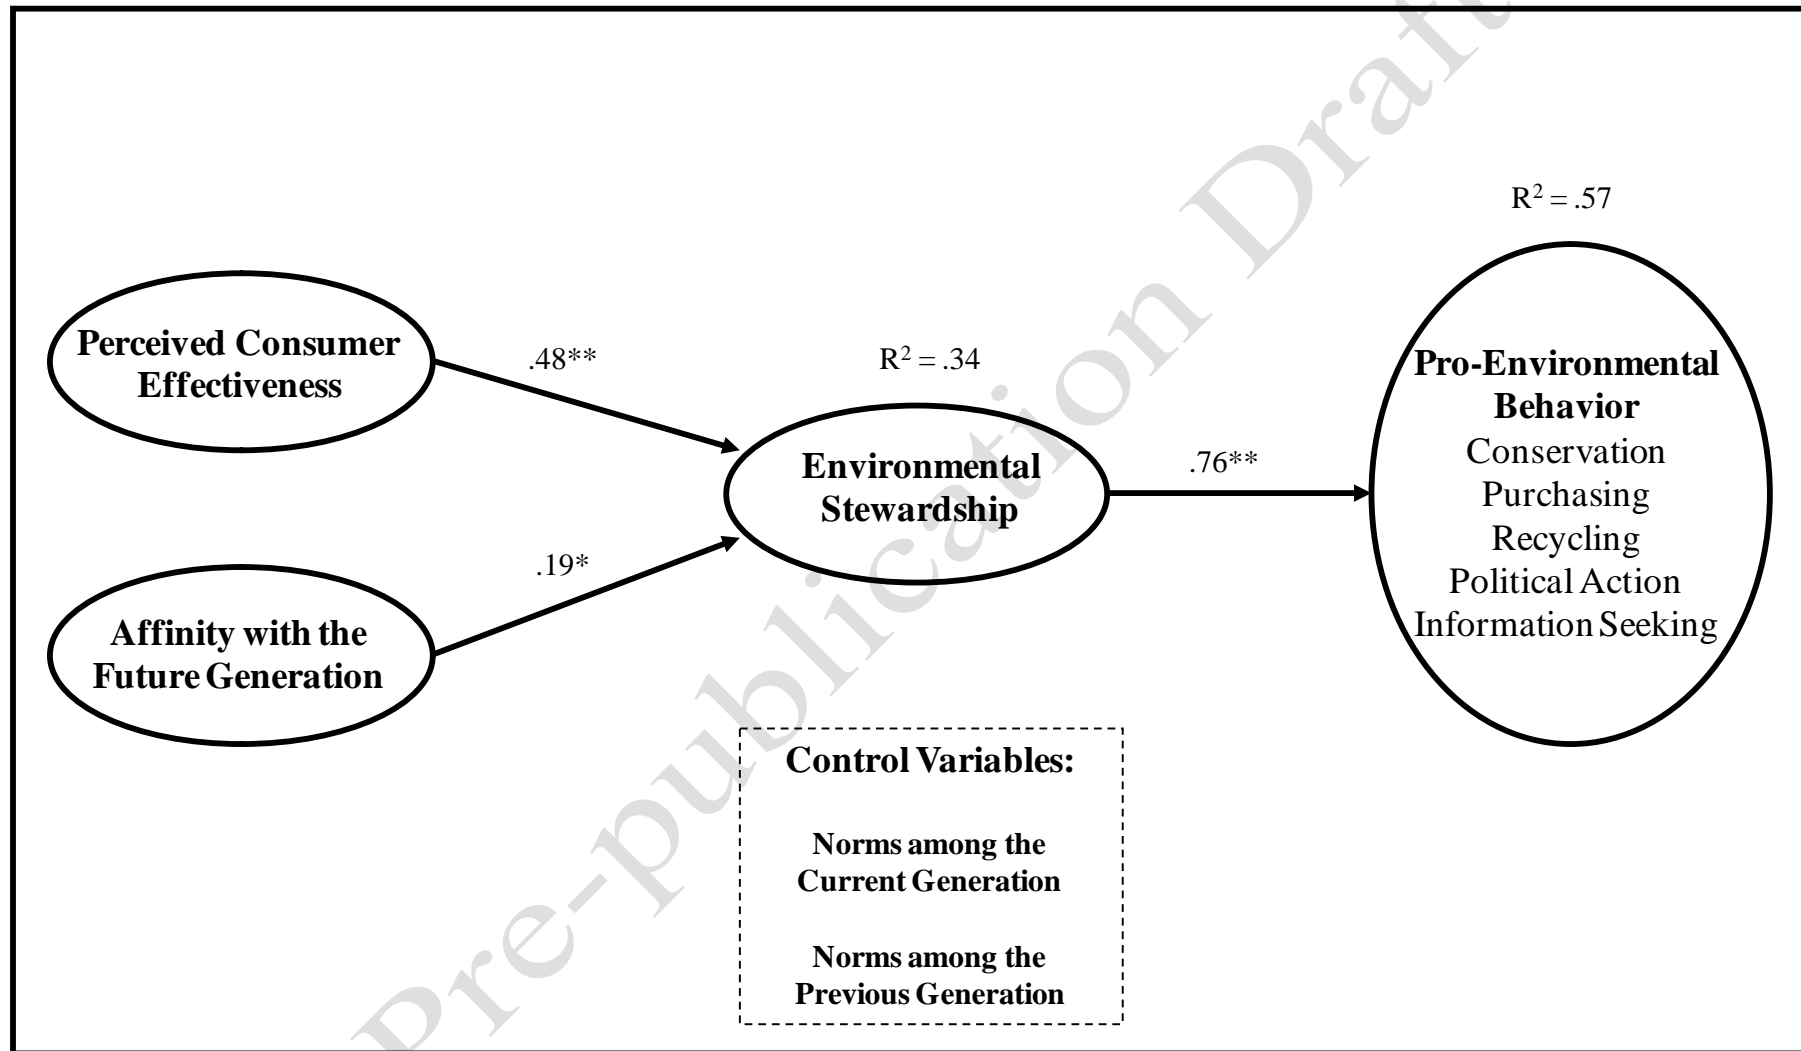 Pre-publication Draft
R² = .57
Perceived Consumer
Effectiveness
.48**
R² = .34
Pro-Environmental
Behavior
Conservation
Purchasing
Recycling
Political Action
Information Seeking
Environmental
Stewardship
.76**
.19*
Affinity with the
Future Generation
Control Variables:
Norms among the
Current Generation
Norms among the
Previous Generation